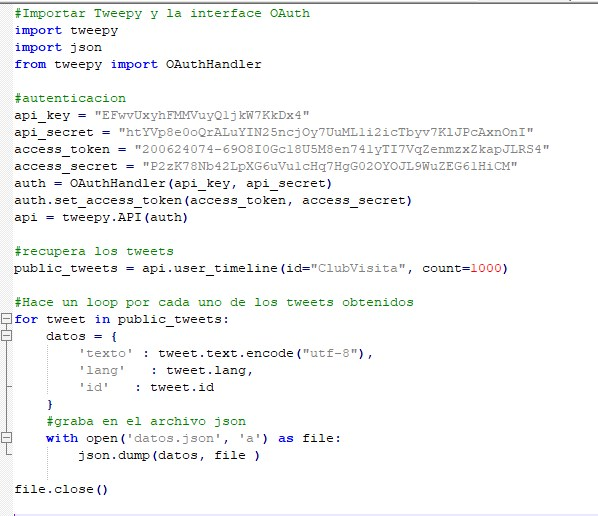 #Importar Tweepy y la interface OAuth
import tweepy
import json
from tweepy import OAuthHandler
#autenticacion
api_key = "EFwvUxyhFMMVuyQ1jkW7KkDx4"
api_secret = "htYVp8e0oQrALuYIN25ncjOy7UuML1i2icTbyv7K1JPcAxnOnI"
access_token = "200624074-69O8I0Gc18U5M8en741yTI7VqZenmzxZkapJLRS4"
access_secret = "P2zK78Nb42LpXG6uVu1cHq7HgG02OYOJL9WuZEG61HiCM"
auth = OAuthHandler(api_key, api_secret)
auth.set_access_token(access_token, access_secret)
api = tweepy.API(auth)
#recupera los tweets
public_tweets = api.user_timeline(id="ClubVisita", count=1000)
#Hace un loop por cada uno de los tweets obtenidos
for tweet in public_tweets:
    datos = {
        'texto' : tweet.text.encode("utf-8"),
        'lang'   : tweet.lang,
        'id'   : tweet.id
    }
    #graba en el archivo json
    with open('datos.json', 'a') as file:
        json.dump(datos, file )
file.close()